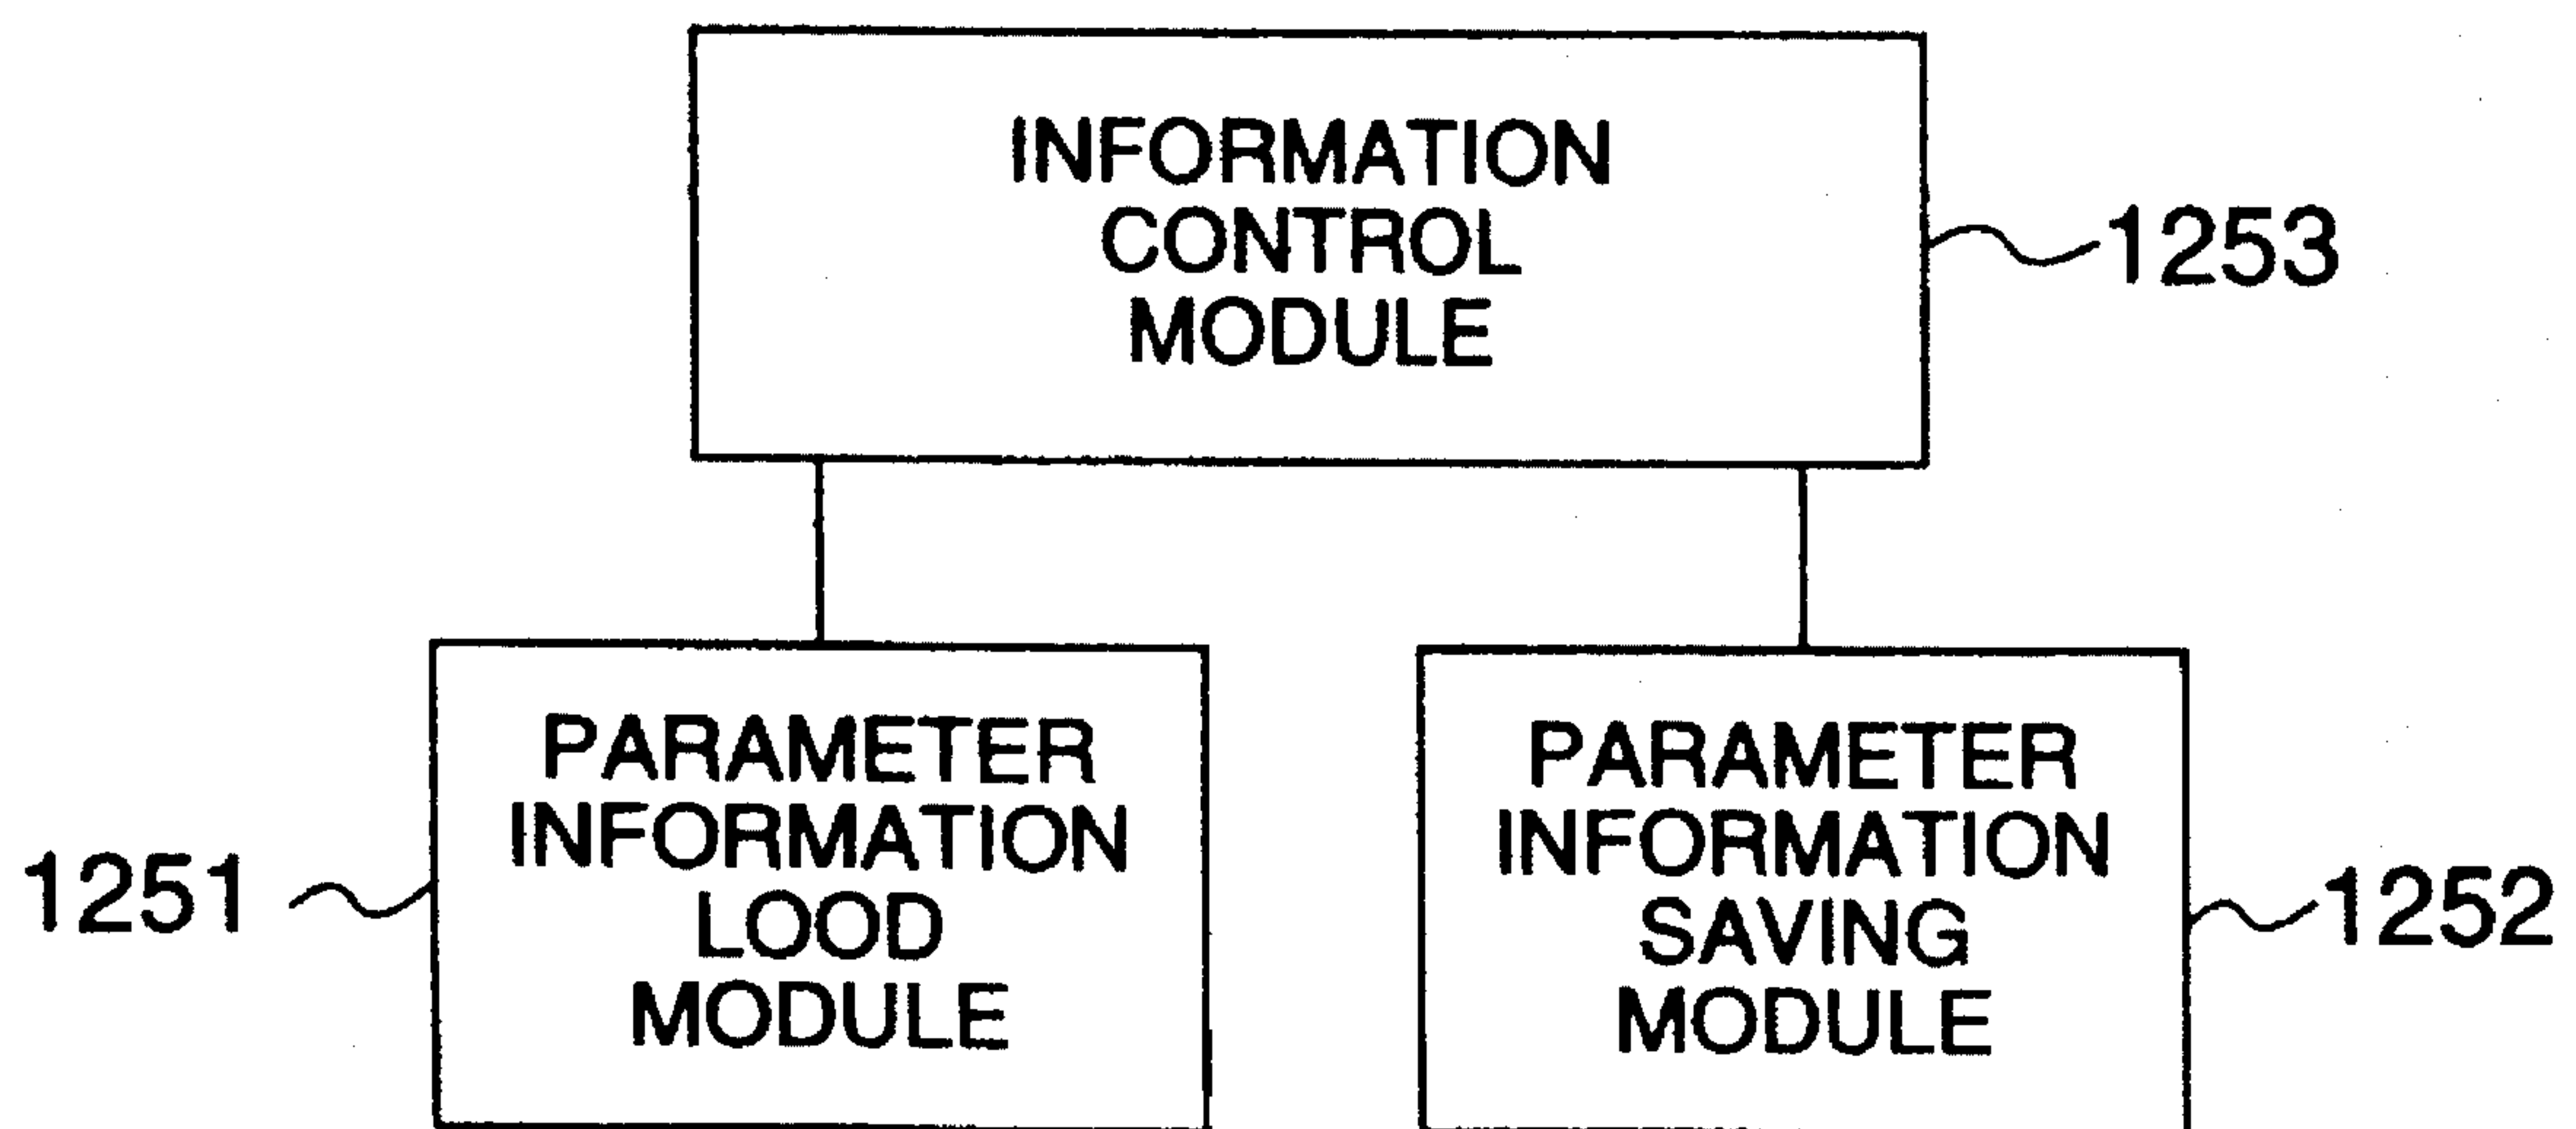 INFORMATION
CONTROL
MODULE
1253
PARAMETER
INFORMATION
LOOD
MODULE
1251
PARAMETER
INFORMATION
SAVING
MODULE
1252